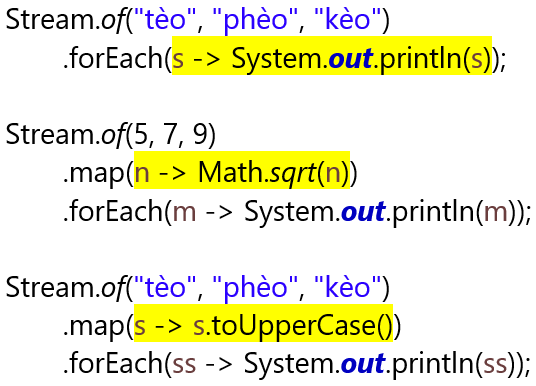 Stream.of("tèo", "phèo", "kèo")
.forEach(s -> System.out.println(s));
Stream.of(5, 7, 9)
.map(n -> Math.sqrt(n))
.forEach(m -> System.out.println(m));
Stream.of("tèo", "phèo", "kèo")
.map(s -> s.toUpperCase())
.forEach(ss -> System.out.println(ss));